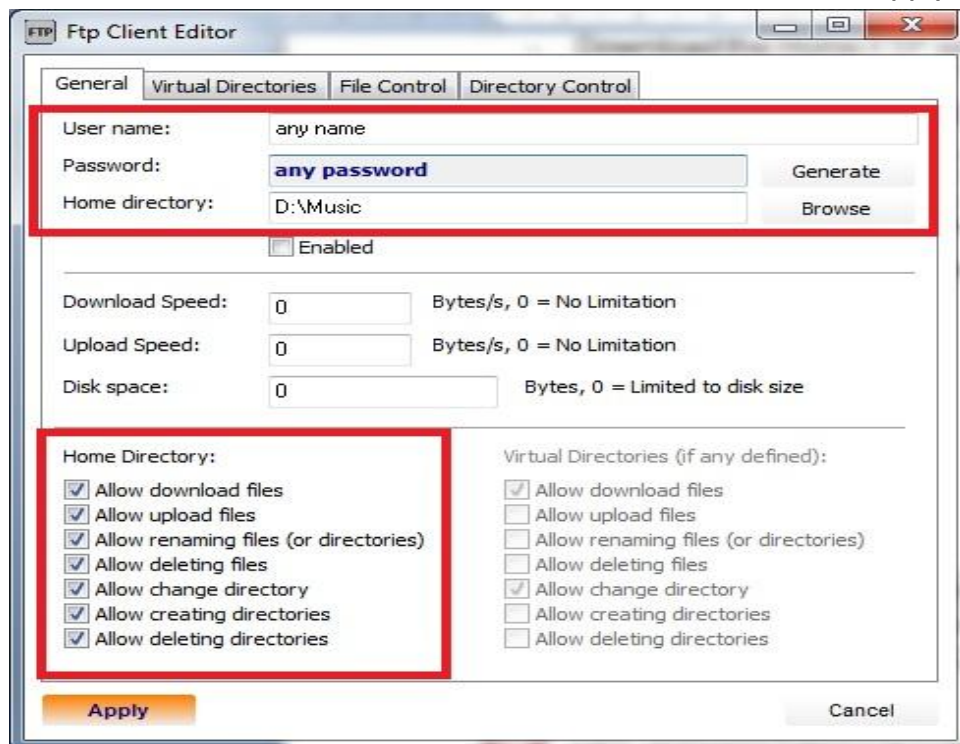 FTP Ftp Client Editor
General Virtual Directories File Control Directory Control
User name: any name
Password: any password Generate
Home directory: D:\Music Browse
Enabled
Download Speed: 0 Bytes/s, 0 = No Limitation
Upload Speed: 0 Bytes/s, 0 = No Limitation
Disk space: 0 Bytes, 0 = Limited to disk size
Home Directory:
Allow download files
Allow upload files
Allow renaming files (or directories)
Allow deleting files
Allow change directory
Allow creating directories
Allow deleting directories
Virtual Directories (if any defined):
Allow download files
Allow upload files
Allow renaming files (or directories)
Allow deleting files
Allow change directory
Allow creating directories
Allow deleting directories
Apply Cancel